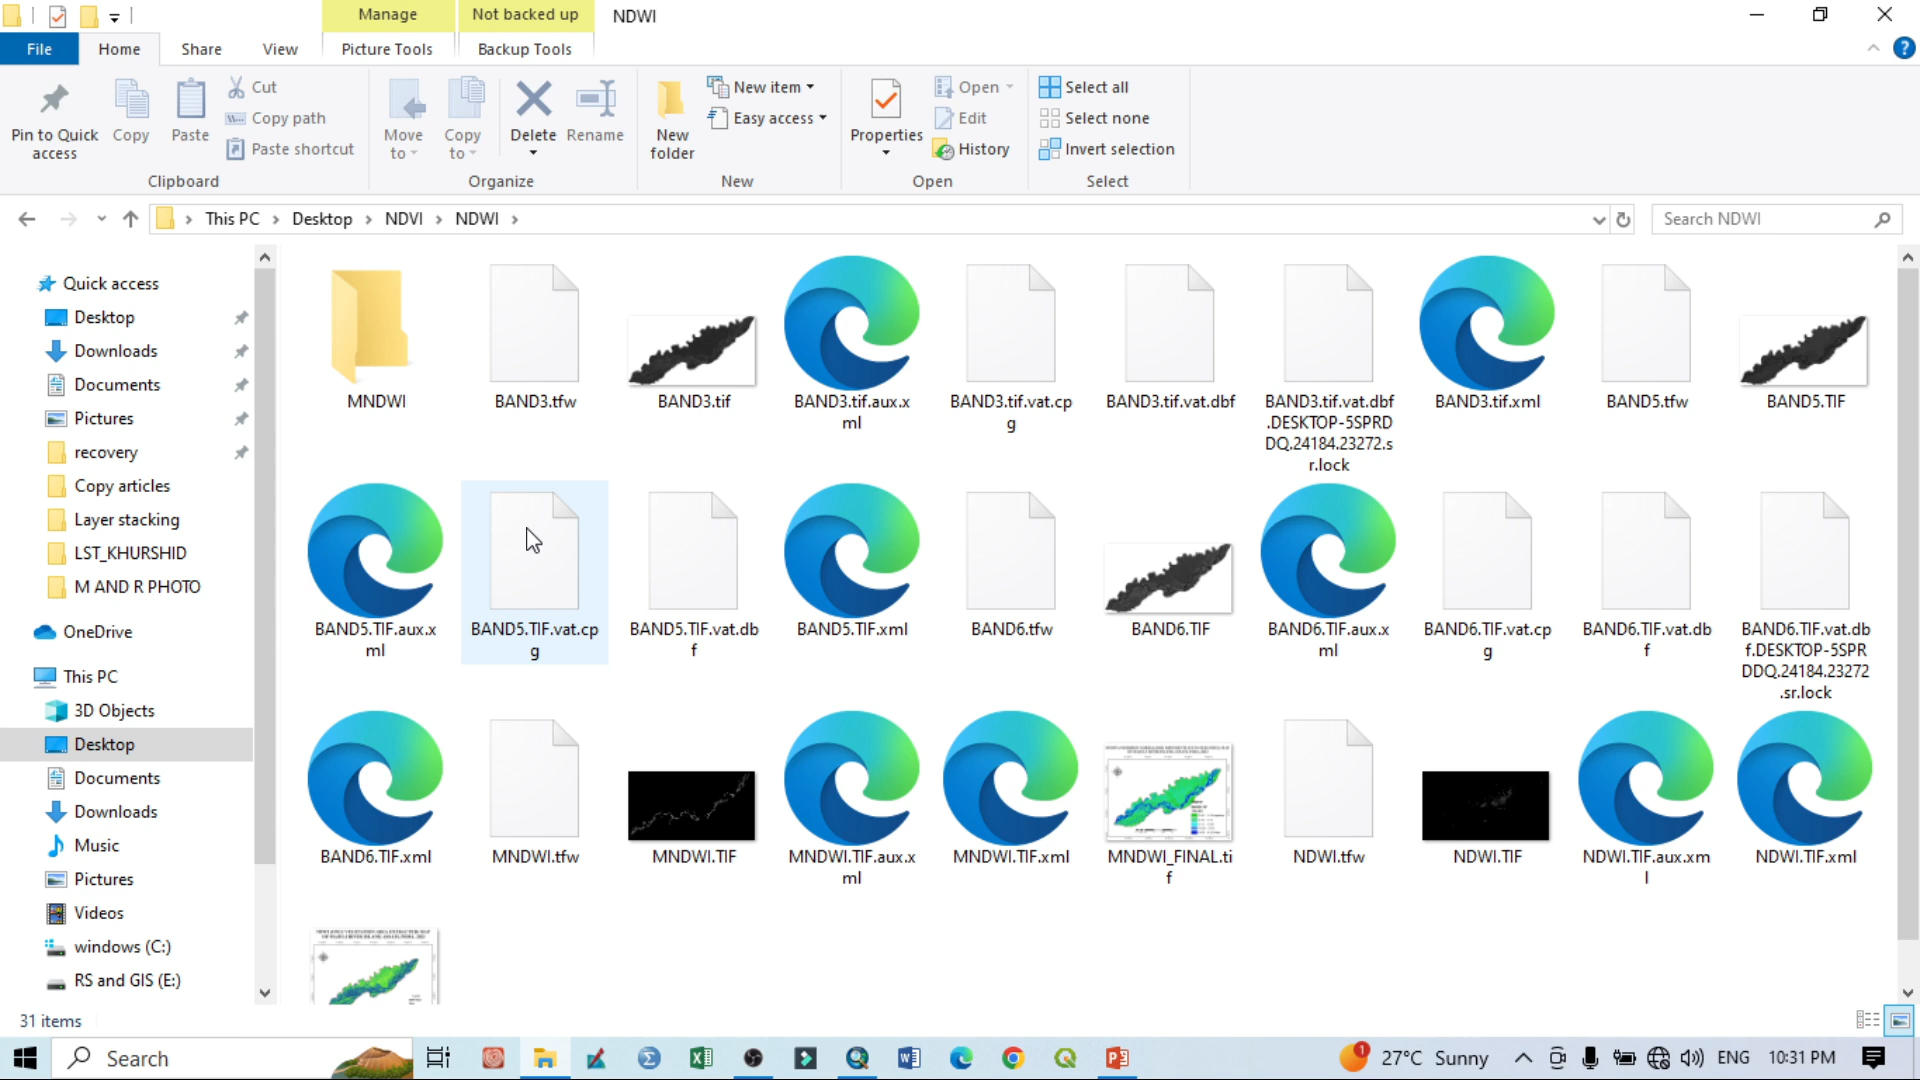 Manage
Not backed up
NDWI
File
Home
Share
View
Picture Tools
Backup Tools
Pin to Quick access
Copy
Paste
Cut
Copy path
Paste shortcut
Clipboard
Move to
Copy to
Delete
Rename
Organize
New folder
New item
Easy access
New
Properties
Open
Edit
History
Open
Select all
Select none
Invert selection
Select
This PC > Desktop > NDVI > NDWI >
Search NDWI
Quick access
Desktop
Downloads
Documents
Pictures
recovery
Copy articles
Layer stacking
LST_KHURSHID
M AND R PHOTO
OneDrive
This PC
3D Objects
Desktop
Documents
Downloads
Music
Pictures
Videos
windows (C:)
RS and GIS (E:)
MNDWI
BAND3.tfw
BAND3.tif
BAND3.tif.aux.x
ml
BAND3.tif.vat.cp
g
BAND3.tif.vat.dbf
BAND3.tif.vat.dbf
.DESKTOP-5SPRD
DQ.24184.23272.s
r.lock
BAND3.tif.xml
BAND5.tfw
BAND5.TIF
BAND5.TIF.aux.x
ml
BAND5.TIF.vat.cp
g
BAND5.TIF.vat.db
f
BAND5.TIF.xml
BAND6.tfw
BAND6.TIF
BAND6.TIF.aux.x
ml
BAND6.TIF.vat.cp
g
BAND6.TIF.vat.db
f
BAND6.TIF.vat.db
f.DESKTOP-5SPR
DDQ.24184.23272
.sr.lock
BAND6.TIF.xml
MNDWI.tfw
MNDWI.TIF
MNDWI.TIF.aux.x
ml
MNDWI.TIF.xml
MNDWI_FINAL.ti
f
NDWI.tfw
NDWI.TIF
NDWI.TIF.aux.xm
l
NDWI.TIF.xml
31 items
Search
1
27°C Sunny
ENG
10:31 PM